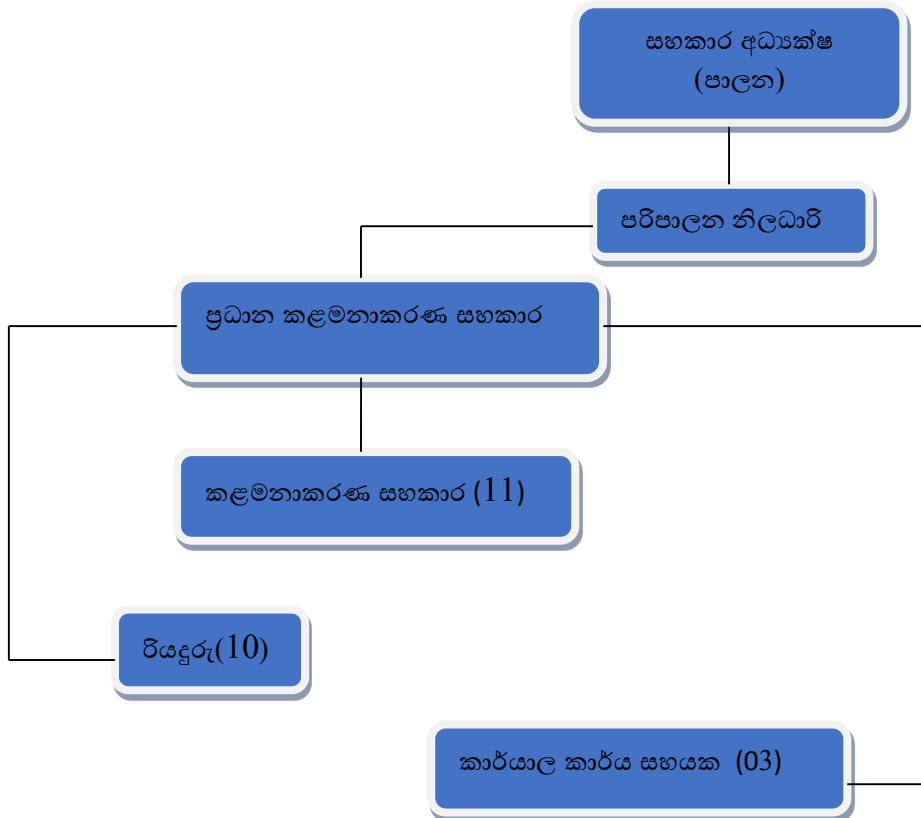 සහකාර අධ්‍යක්ෂ
(පාලන)
පරිපාලන නිලධාරි
ප්‍රධාන කළමනාකරණ සහකාර
කළමනාකරණ සහකාර (11)
රියදුරු(10)
කාර්යාල කාර්ය සහයක (03)